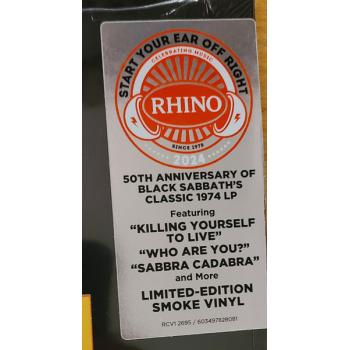 START YOUR EAR OFF RIGHT
CELEBRATING MUSIC
RHINO
SINCE 1978
2024
50TH ANNIVERSARY OF
BLACK SABBATH'S
CLASSIC 1974 LP
Featuring
"KILLING YOURSELF
TO LIVE"
"WHO ARE YOU?"
"SABBRA CADABRA"
and More
LIMITED-EDITION
SMOKE VINYL
RCV1 2695 / 603497828081